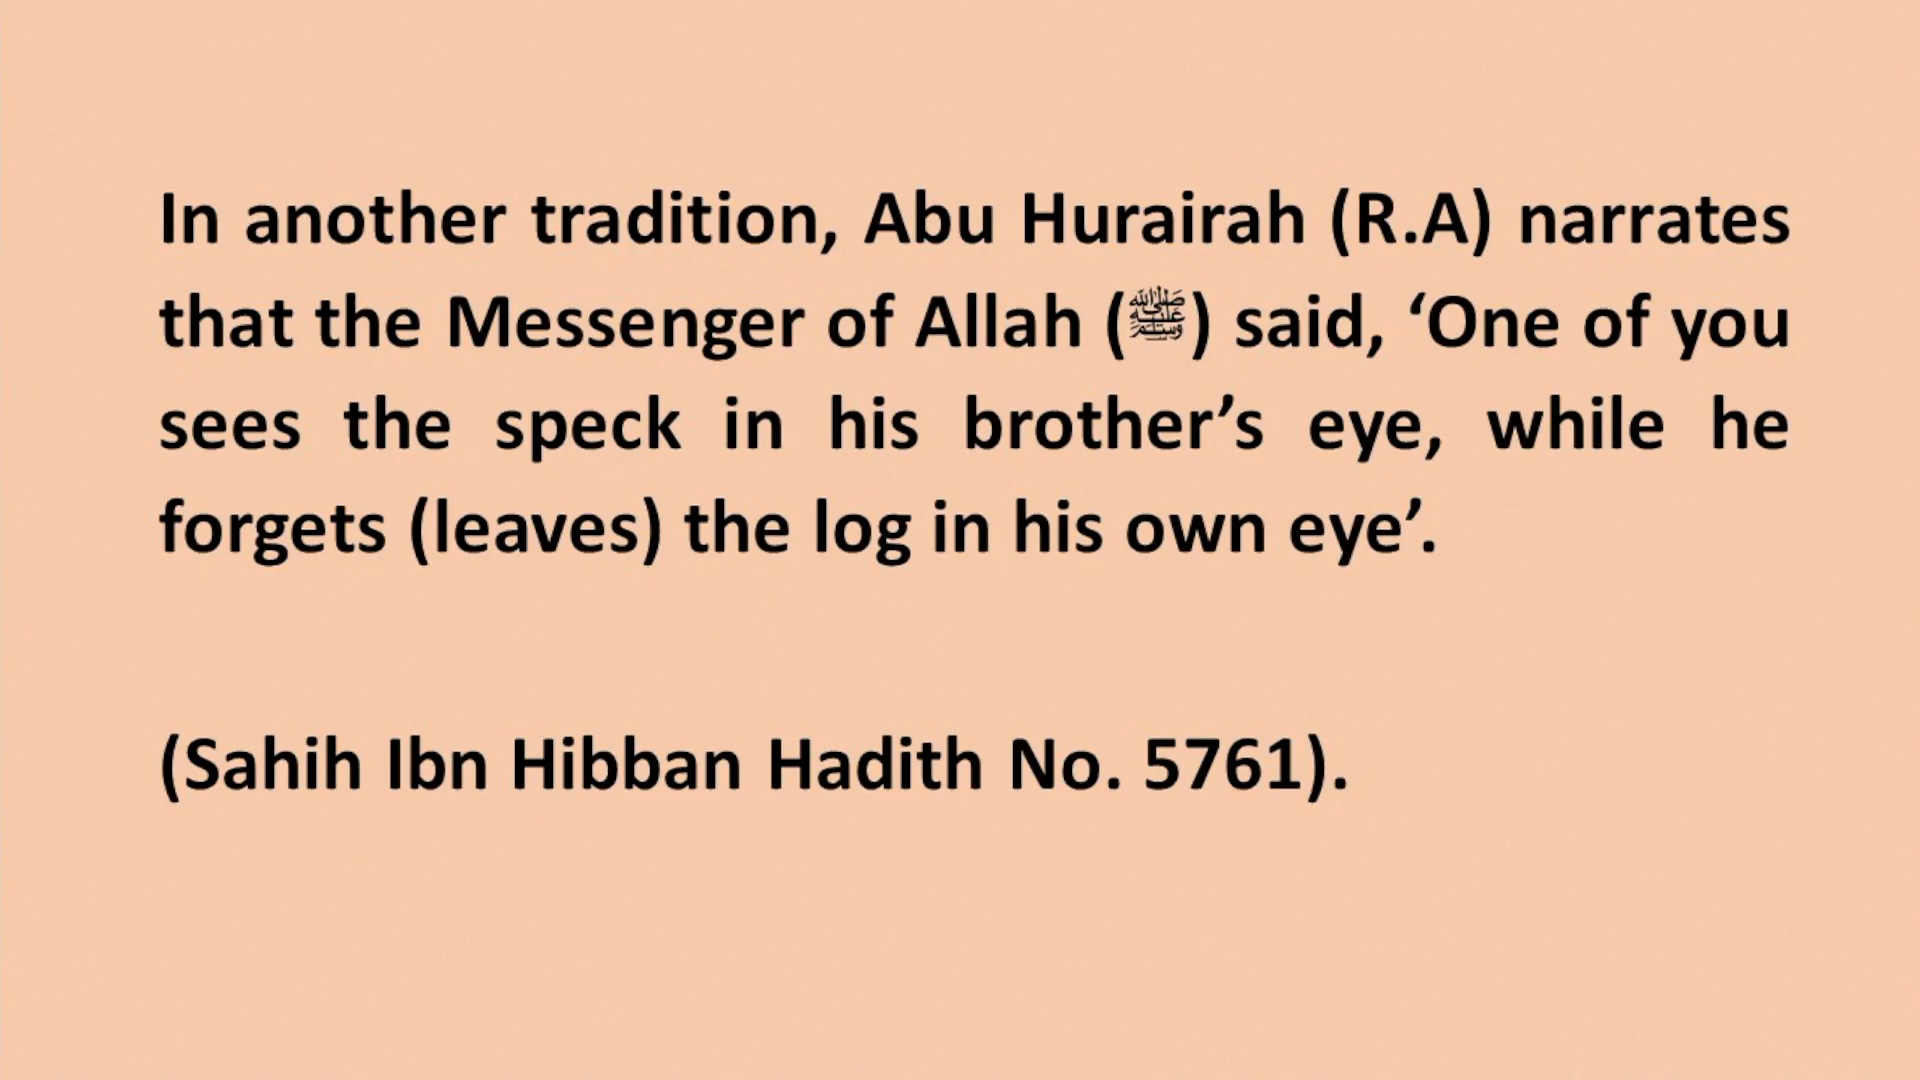 In another tradition, Abu Hurairah (R.A) narrates
that the Messenger of Allah (ﷺ) said, ‘One of you
sees the speck in his brother’s eye, while he
forgets (leaves) the log in his own eye’.
(Sahih Ibn Hibban Hadith No. 5761).